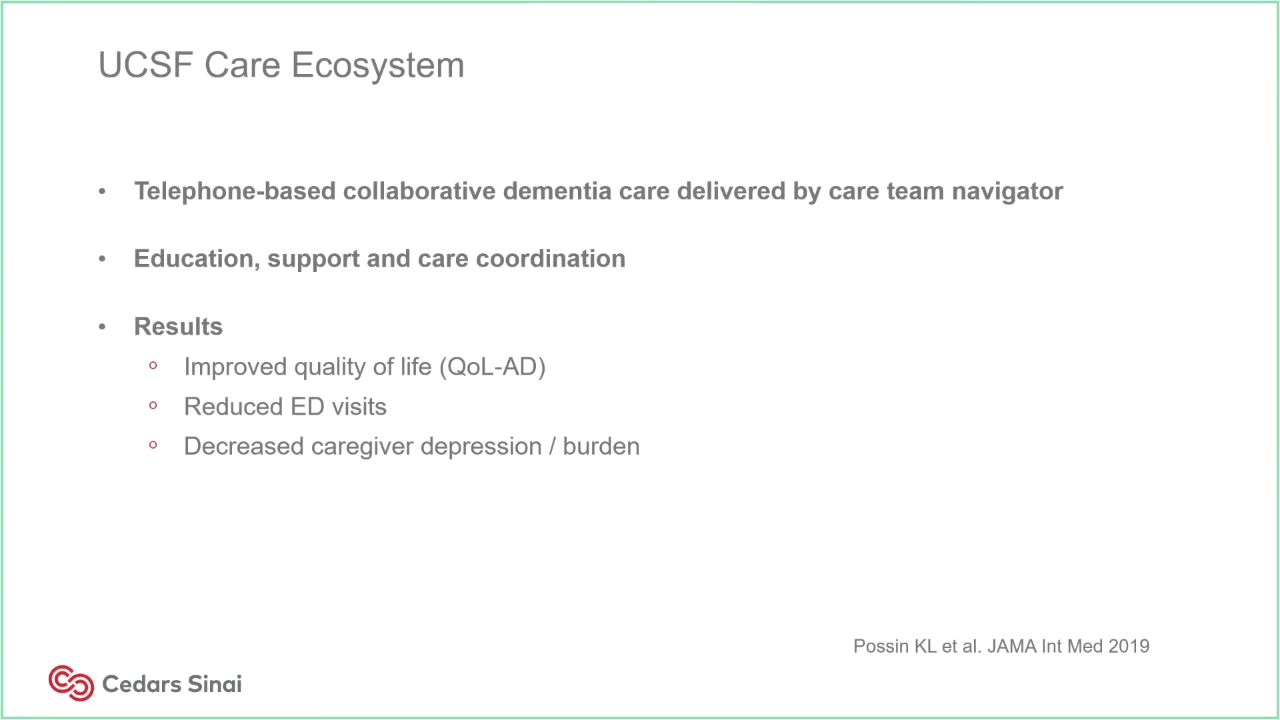 UCSF Care Ecosystem
• Telephone-based collaborative dementia care delivered by care team navigator
• Education, support and care coordination
• Results
○ Improved quality of life (QoL-AD)
○ Reduced ED visits
○ Decreased caregiver depression / burden
Possin KL et al. JAMA Int Med 2019
Cedars Sinai